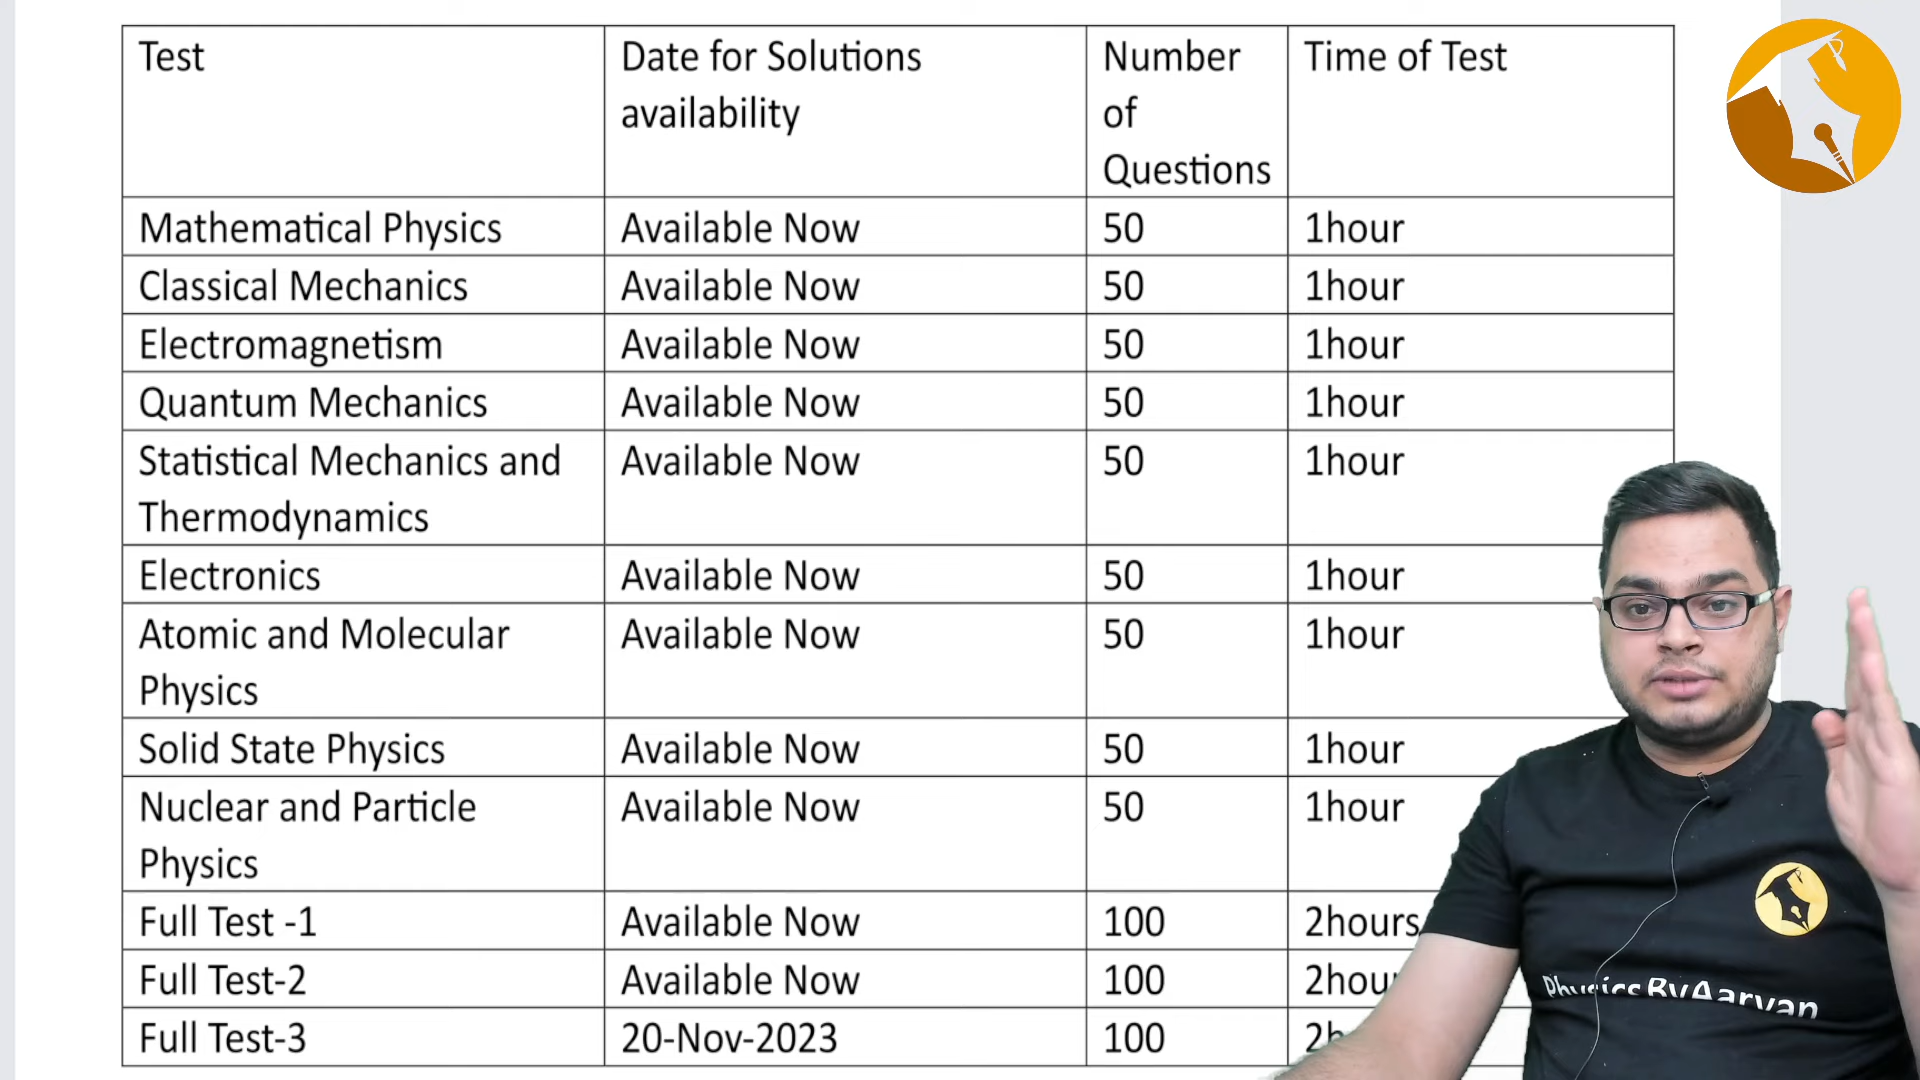 Test Date for Solutions availability Number of Questions Time of Test
Mathematical Physics Available Now 50 1hour
Classical Mechanics Available Now 50 1hour
Electromagnetism Available Now 50 1hour
Quantum Mechanics Available Now 50 1hour
Statistical Mechanics and Thermodynamics Available Now 50 1hour
Electronics Available Now 50 1hour
Atomic and Molecular Physics Available Now 50 1hour
Solid State Physics Available Now 50 1hour
Nuclear and Particle Physics Available Now 50 1hour
Full Test -1 Available Now 100 2hours
Full Test-2 Available Now 100 2hou
Full Test-3 20-Nov-2023 100 2h
PhysicsByAarvan